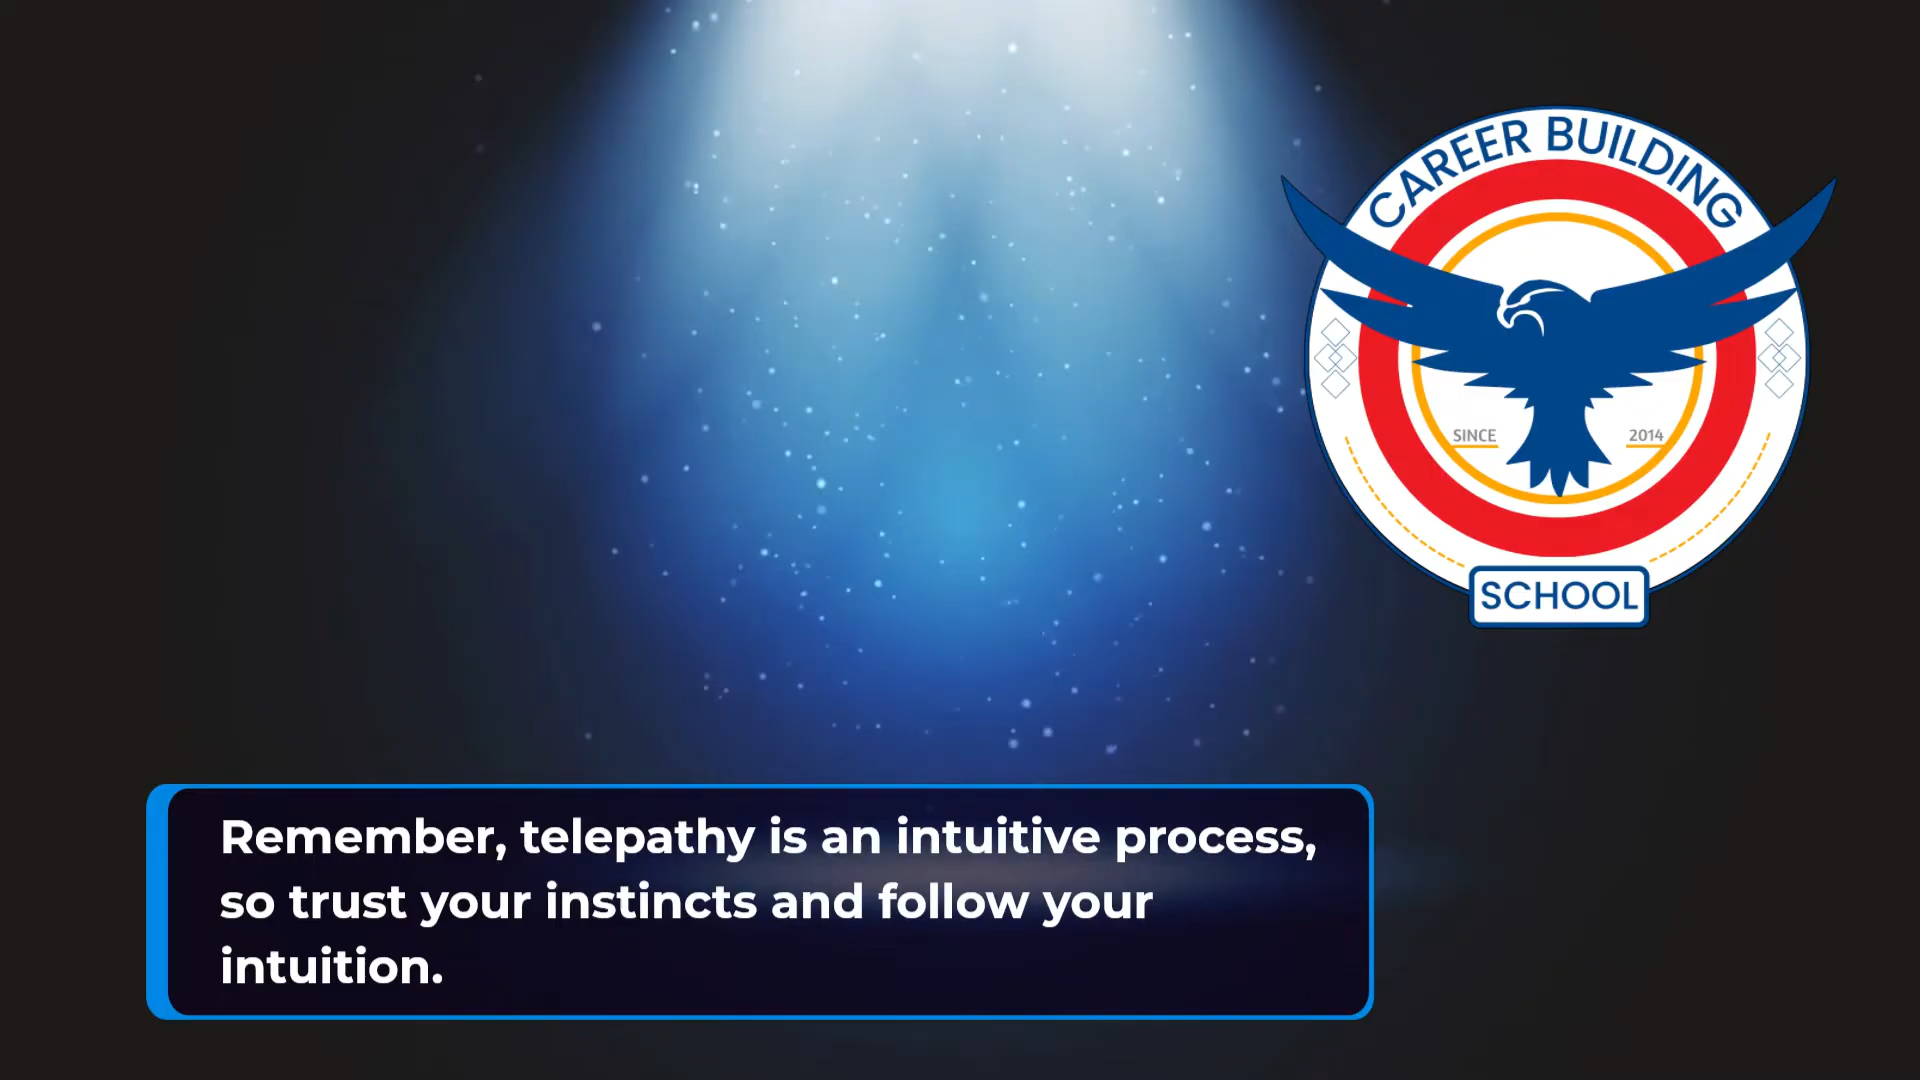 CAREER BUILDING
SINCE 2014
SCHOOL
Remember, telepathy is an intuitive process,
so trust your instincts and follow your
intuition.